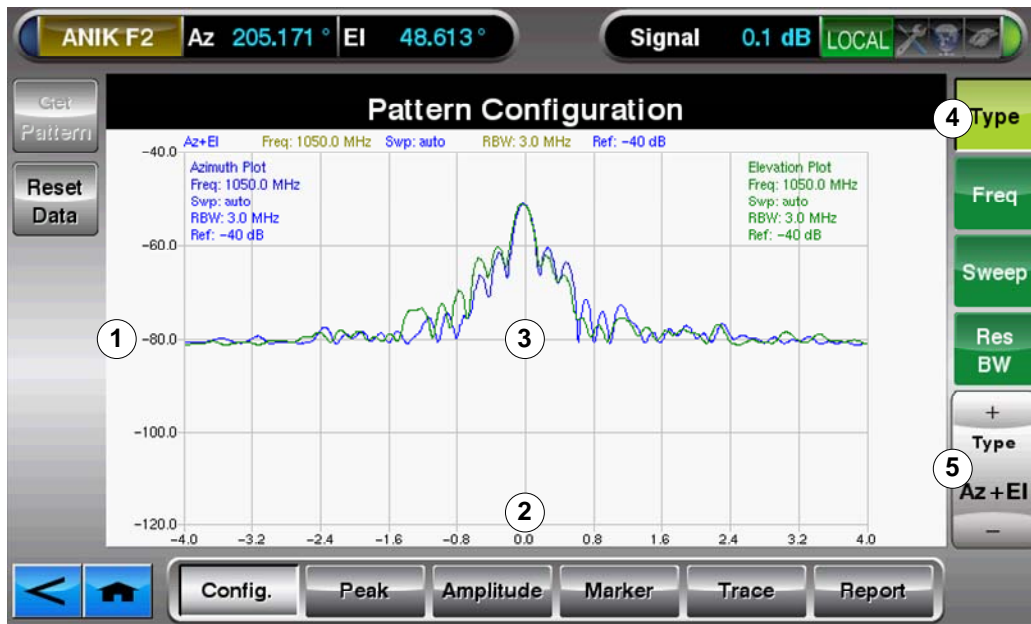 ANIK F2 Az 205.171 ° El 48.613 °
Signal 0.1 dB LOCAL
Get Pattern
Reset Data
Pattern Configuration
Az+El Freq: 1050.0 MHz Swp: auto RBW: 3.0 MHz Ref: -40 dB
Azimuth Plot
Freq: 1050.0 MHz
Swp: auto
RBW: 3.0 MHz
Ref: -40 dB
Elevation Plot
Freq: 1050.0 MHz
Swp: auto
RBW: 3.0 MHz
Ref: -40 dB
-40.0
-60.0
-80.0
-100.0
-120.0
-4.0 -3.2 -2.4 -1.6 -0.8 0.0 0.8 1.6 2.4 3.2 4.0
1
2
3
4
5
Type
Freq
Sweep
Res BW
+
Type
Az+El
−
<
Config. Peak Amplitude Marker Trace Report